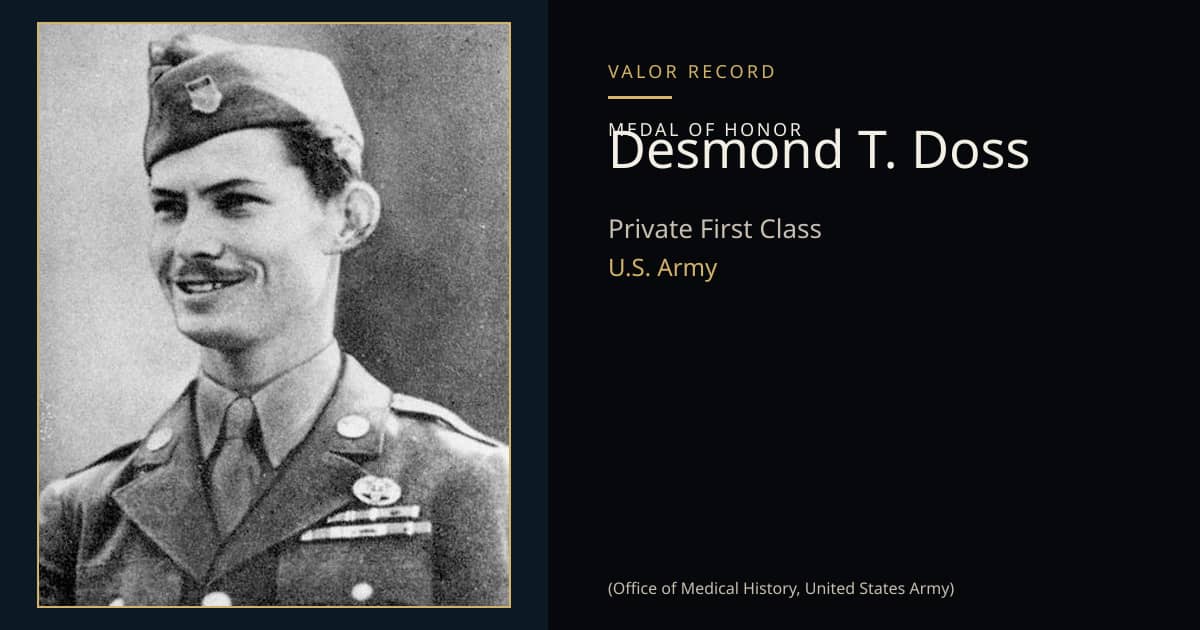 VALOR RECORD
MEDAL OF HONOR
Desmond T. Doss
Private First Class
U.S. Army
(Office of Medical History, United States Army)